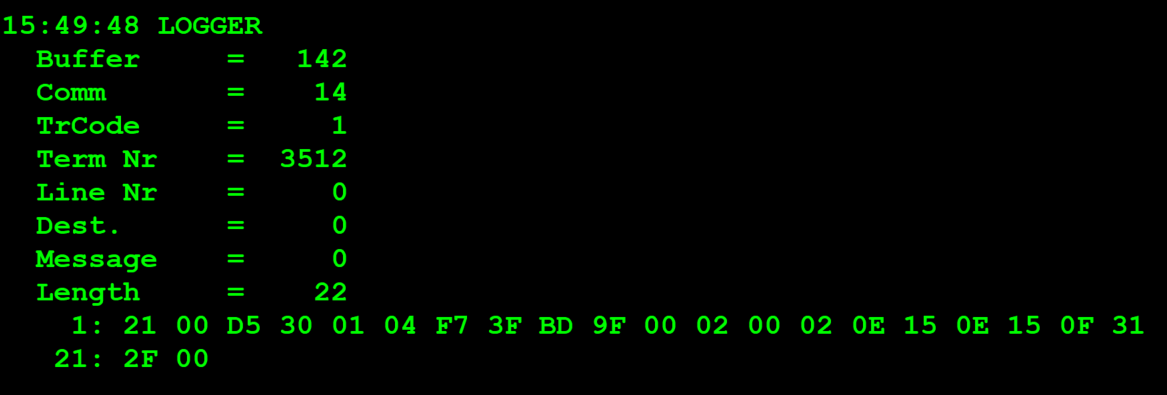 15:49:48 LOGGER
Buffer = 142
Comm = 14
TrCode = 1
Term Nr = 3512
Line Nr = 0
Dest. = 0
Message = 0
Length = 22
1: 21 00 D5 30 01 04 F7 3F BD 9F 00 02 00 02 0E 15 0E 15 0F 31
21: 2F 00